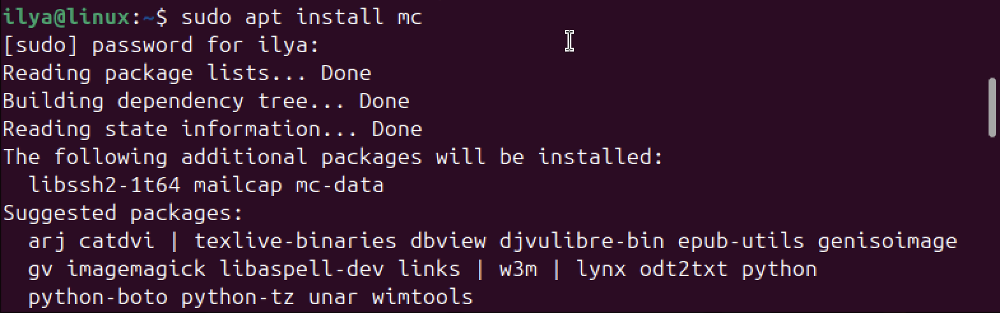 ilya@linux:~$ sudo apt install mc
[sudo] password for ilya:
Reading package lists... Done
Building dependency tree... Done
Reading state information... Done
The following additional packages will be installed:
  libssh2-1t64 mailcap mc-data
Suggested packages:
  arj catdvi | texlive-binaries dbview djvulibre-bin epub-utils genisoimage
  gv imagemagick libaspell-dev links | w3m | lynx odt2txt python
  python-boto python-tz unar wimtools